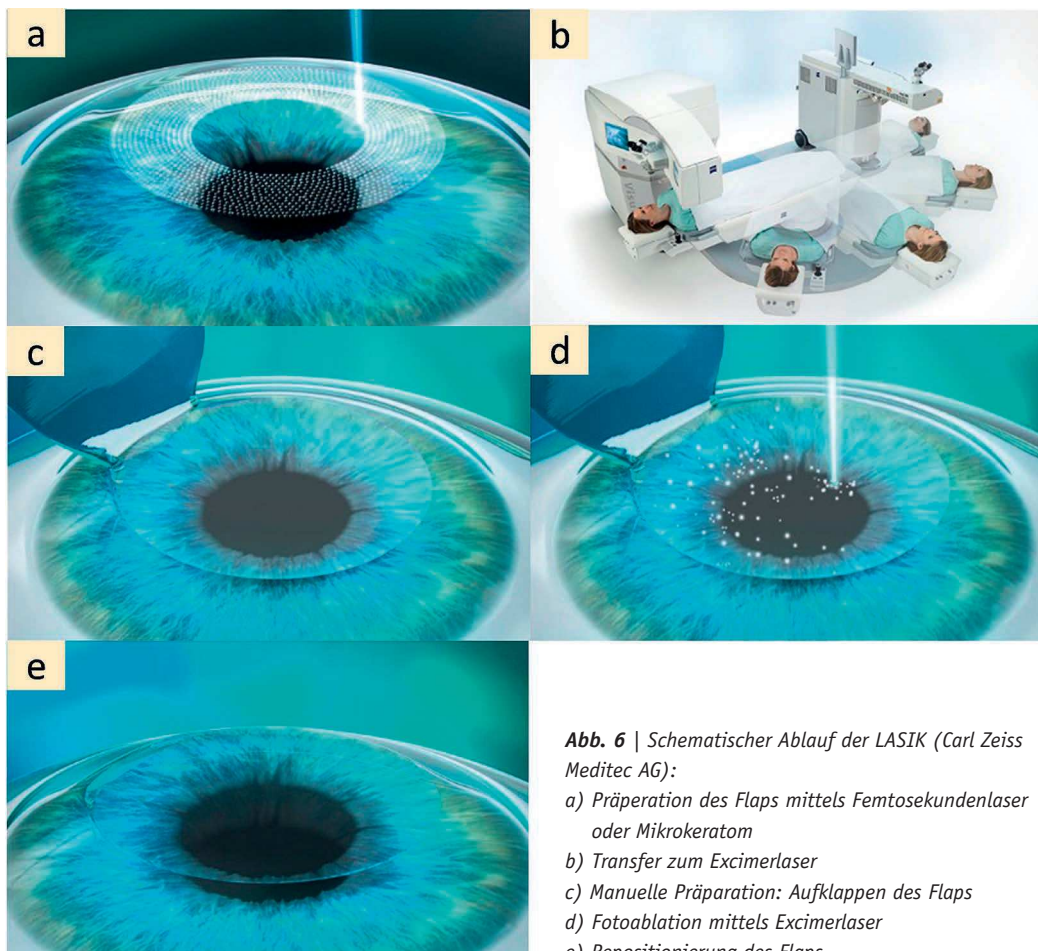 a
b
c
d
e
Abb. 6 | Schematischer Ablauf der LASIK (Carl Zeiss
Meditec AG):
a) Präperation des Flaps mittels Femtosekundenlaser
oder Mikrokeratom
b) Transfer zum Excimerlaser
c) Manuelle Präparation: Aufklappen des Flaps
d) Fotoablation mittels Excimerlaser
e) Repositionierung des Flaps